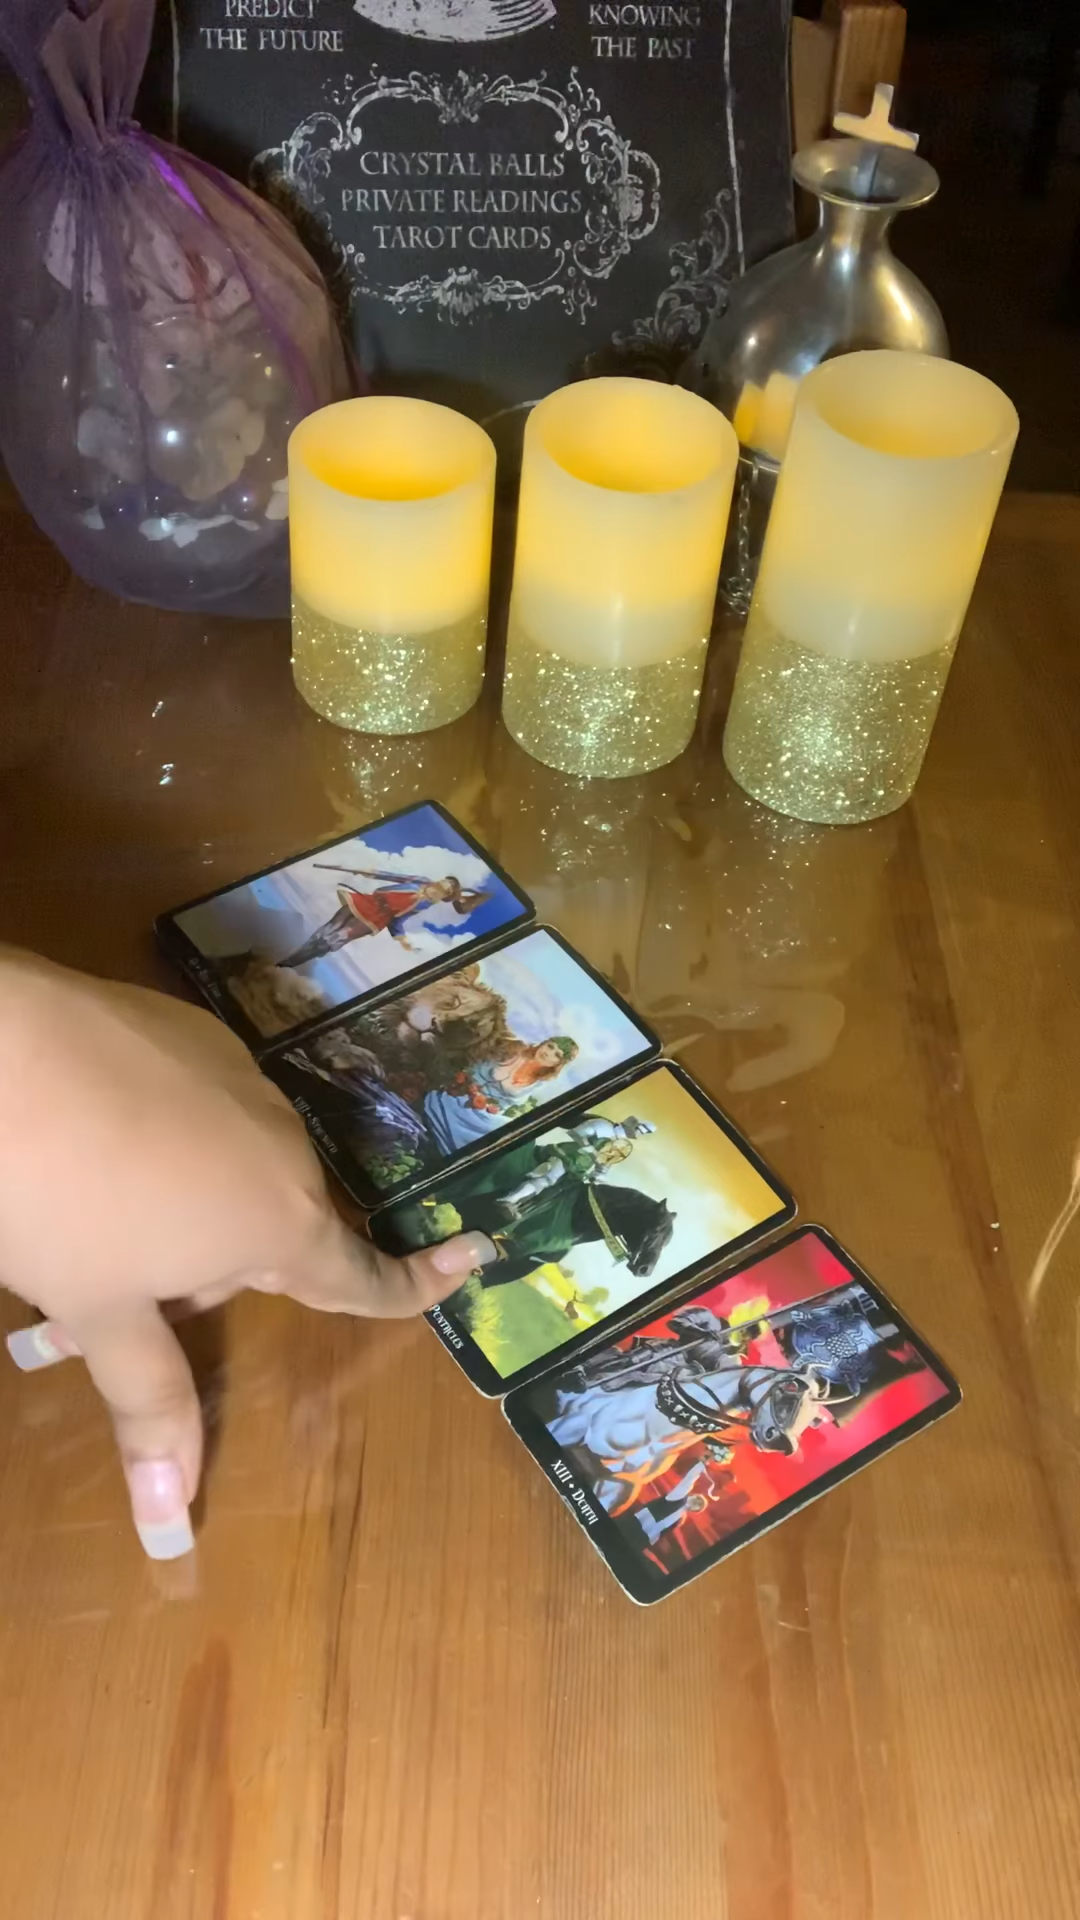 PREDICT
THE FUTURE
KNOWING
THE PAST
CRYSTAL BALLS
PRIVATE READINGS
TAROT CARDS
VIII • STRENGTH
PENTACLES
XIII • DEATH